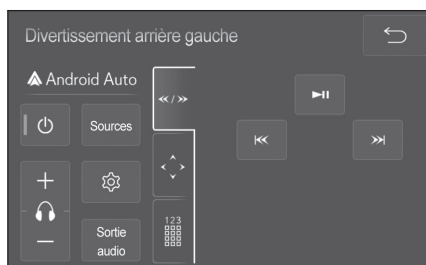 Divertissement arrière gauche
Android Auto
Sources
Sortie
audio
123